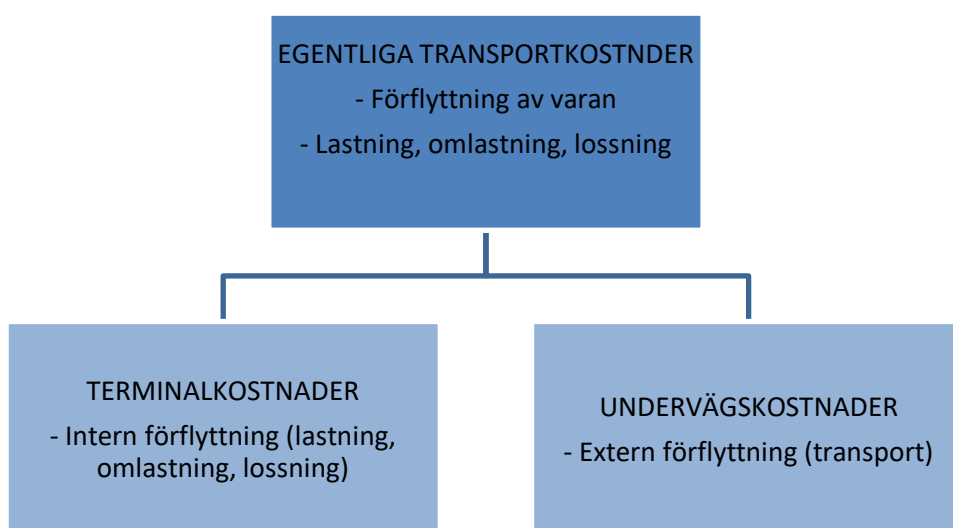 EGENTLIGA TRANSPORTKOSTNDER
- Förflyttning av varan
- Lastning, omlastning, lossning
TERMINALKOSTNADER
- Intern förflyttning (lastning,
omlastning, lossning)
UNDERVÄGSKOSTNADER
- Extern förflyttning (transport)